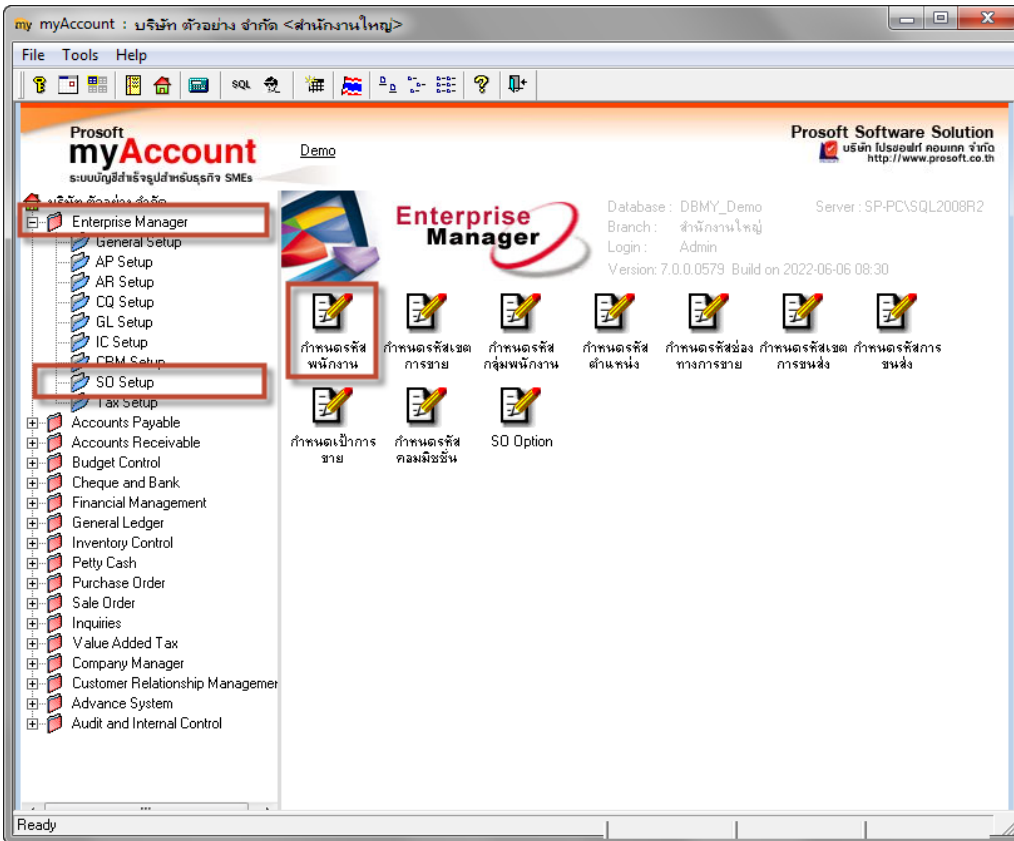 my myAccount : บริษัท ตัวอย่าง จำกัด <สำนักงานใหญ่>
File Tools Help
SQL
Prosoft
myAccount
ระบบบัญชีสำเร็จรูปสำหรับธุรกิจ SMEs
Demo
Prosoft Software Solution
บริษัท โปรซอฟท์ คอมเทค จำกัด
http://www.prosoft.co.th
บริษัท ตัวอย่าง จำกัด
Enterprise Manager
General Setup
AP Setup
AR Setup
CQ Setup
GL Setup
IC Setup
CRM Setup
SO Setup
Tax Setup
Accounts Payable
Accounts Receivable
Budget Control
Cheque and Bank
Financial Management
General Ledger
Inventory Control
Petty Cash
Purchase Order
Sale Order
Inquiries
Value Added Tax
Company Manager
Customer Relationship Managemer
Advance System
Audit and Internal Control
Enterprise
Manager
Database : DBMY_Demo Server : SP-PC\SQL2008R2
Branch : สำนักงานใหญ่
Login : Admin
Version: 7.0.0.0579 Build on 2022-06-06 08:30
กำหนดรหัส กำหนดรหัสเขต กำหนดรหัส กำหนดรหัส กำหนดรหัสช่อง กำหนดรหัสเขต กำหนดรหัสการ
พนักงาน การขาย กลุ่มพนักงาน ตำแหน่ง ทางการขาย การขนส่ง ขนส่ง
กำหนดเป้าการ กำหนดรหัส SO Option
ขาย คอมมิชชั่น
Ready